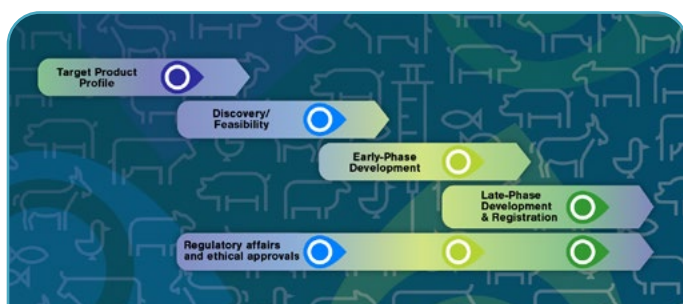 Target Product
Profile
Discovery/
Feasibility
Early-Phase
Development
Late-Phase
Development
& Registration
Regulatory affairs
and ethical approvals